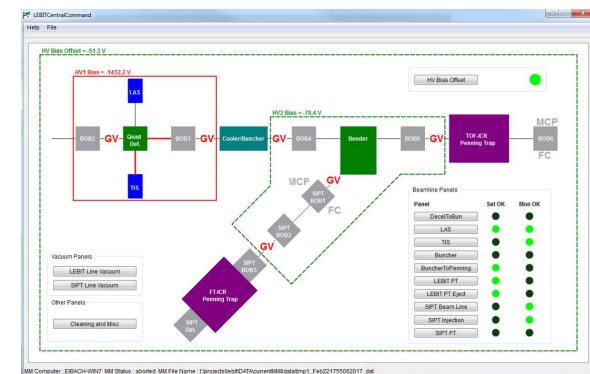 LEBITCentralCommand
Help File
HV Bias Offset = -51.3 V
HV1 Bias = -1432.2 V
LAS
BOB2
Quad
Def.
BOB3
GV
Cooler/Buncher
TIS
HV2 Bias = -78.4 V
GV
BOB4
Bender
BOB5
GV
TOF-ICR
Penning Trap
MCP
BOB6
FC
HV Bias Offset
MCP
GV
SIPT
BOB1
FC
SIPT
BOB2
GV
SIPT
BOB3
FT-ICR
Penning Trap
SIPT
Det.
Vacuum Panels
LEBIT Line Vacuum
SIPT Line Vacuum
Other Panels
Cleaning and Misc
Beamline Panels
Panel Set OK Mon OK
DecelToBun
LAS
TIS
Buncher
BuncherToPenning
LEBIT PT
LEBIT PT Eject
SIPT Beam Line
SIPT Injection
SIPT PT
MM Computer : EIBACH-WIN7 MM Status : aborted MM File Name : l:\projects\lebit\DATA\currentMM8data\tmp1_Feb221755062017 .dat